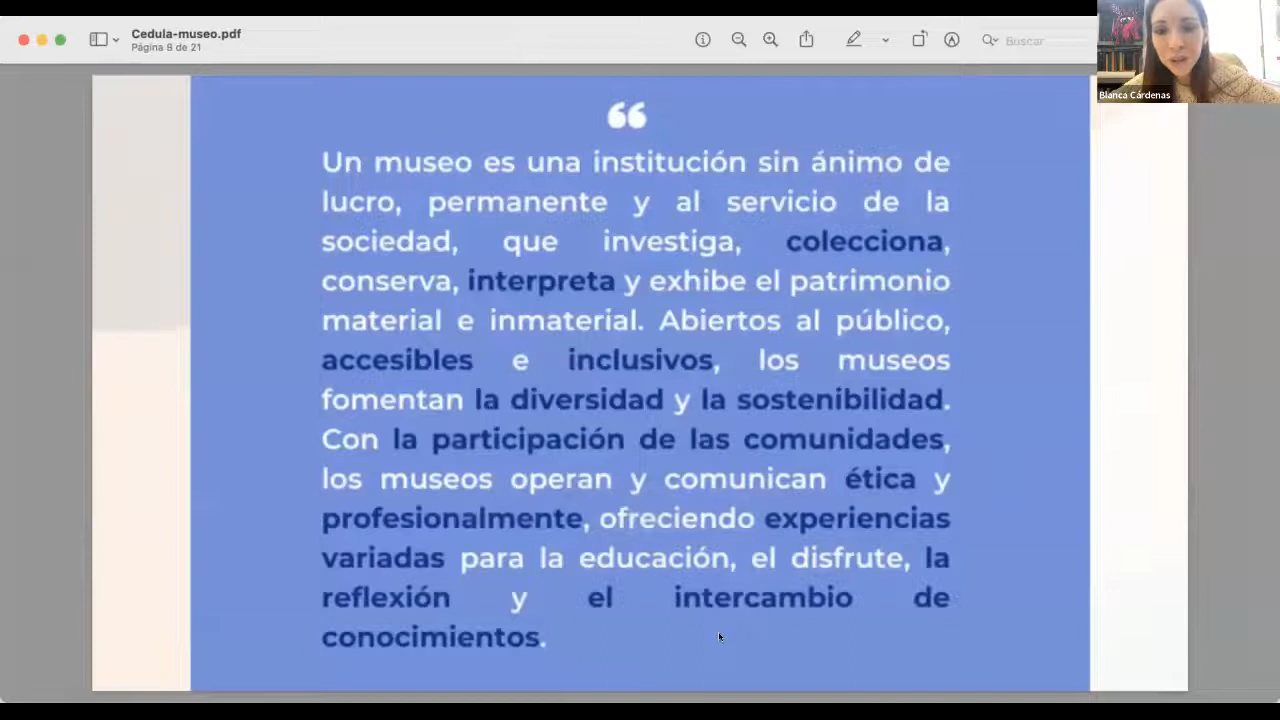 Cedula-museo.pdf
Página 8 de 21
Buscar
Blanca Cárdenas
“
Un museo es una institución sin ánimo de
lucro, permanente y al servicio de la
sociedad, que investiga, colecciona,
conserva, interpreta y exhibe el patrimonio
material e inmaterial. Abiertos al público,
accesibles e inclusivos, los museos
fomentan la diversidad y la sostenibilidad.
Con la participación de las comunidades,
los museos operan y comunican ética y
profesionalmente, ofreciendo experiencias
variadas para la educación, el disfrute, la
reflexión y el intercambio de
conocimientos.